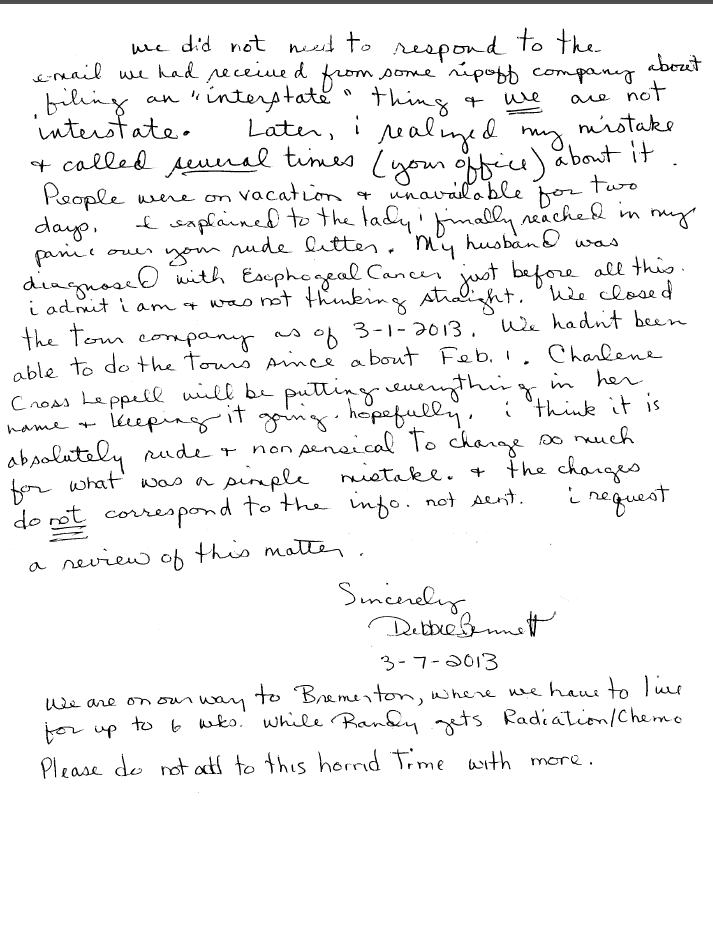 we did not need to respond to the
e-mail we had received from some ripoff company about
filing an "interstate" thing & we are not
interstate. Later, i realized my mistake
& called several times (your office) about it.
People were on vacation & unavailable for two
days. I explained to the lady i finally reached in my
panic over your rude letter. My husband was
diagnosed with Esophogeal Cancer just before all this.
i admit i am & was not thinking straight. We closed
the tour company as of 3-1-2013. We hadn't been
able to do the tours since about Feb. 1. Charlene
Cross Leppell will be putting everything in her
name & keeping it going. hopefully. i think it is
absolutely rude & nonsensical to charge so much
for what was a simple mistake. & the charges
do not correspond to the info. not sent. i request
a review of this matter.
Sincerely
Debbie Bennett
3-7-2013
We are on our way to Bremerton, where we have to live
for up to 6 wks. while Randy gets Radiation/Chemo
Please do not add to this horrid Time with more.